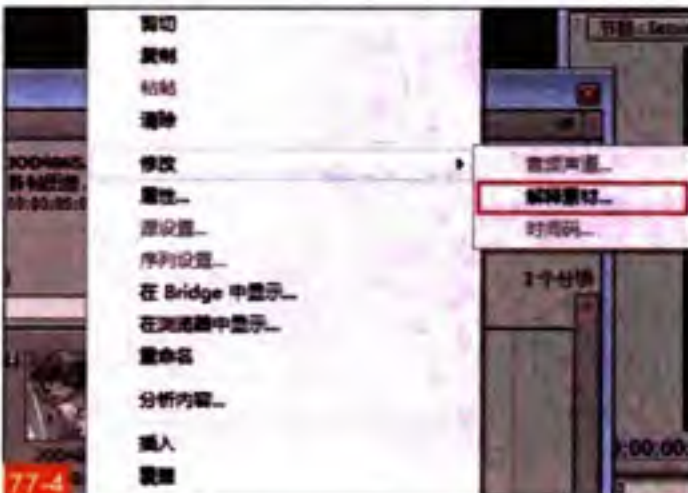 剪切
复制
粘帖
清除
修改
音频声道...
属性...
解释素材...
源设置...
时间码...
序列设置...
在 Bridge 中显示...
在浏览器中显示...
重命名
分析内容...
插入
覆盖
77-4